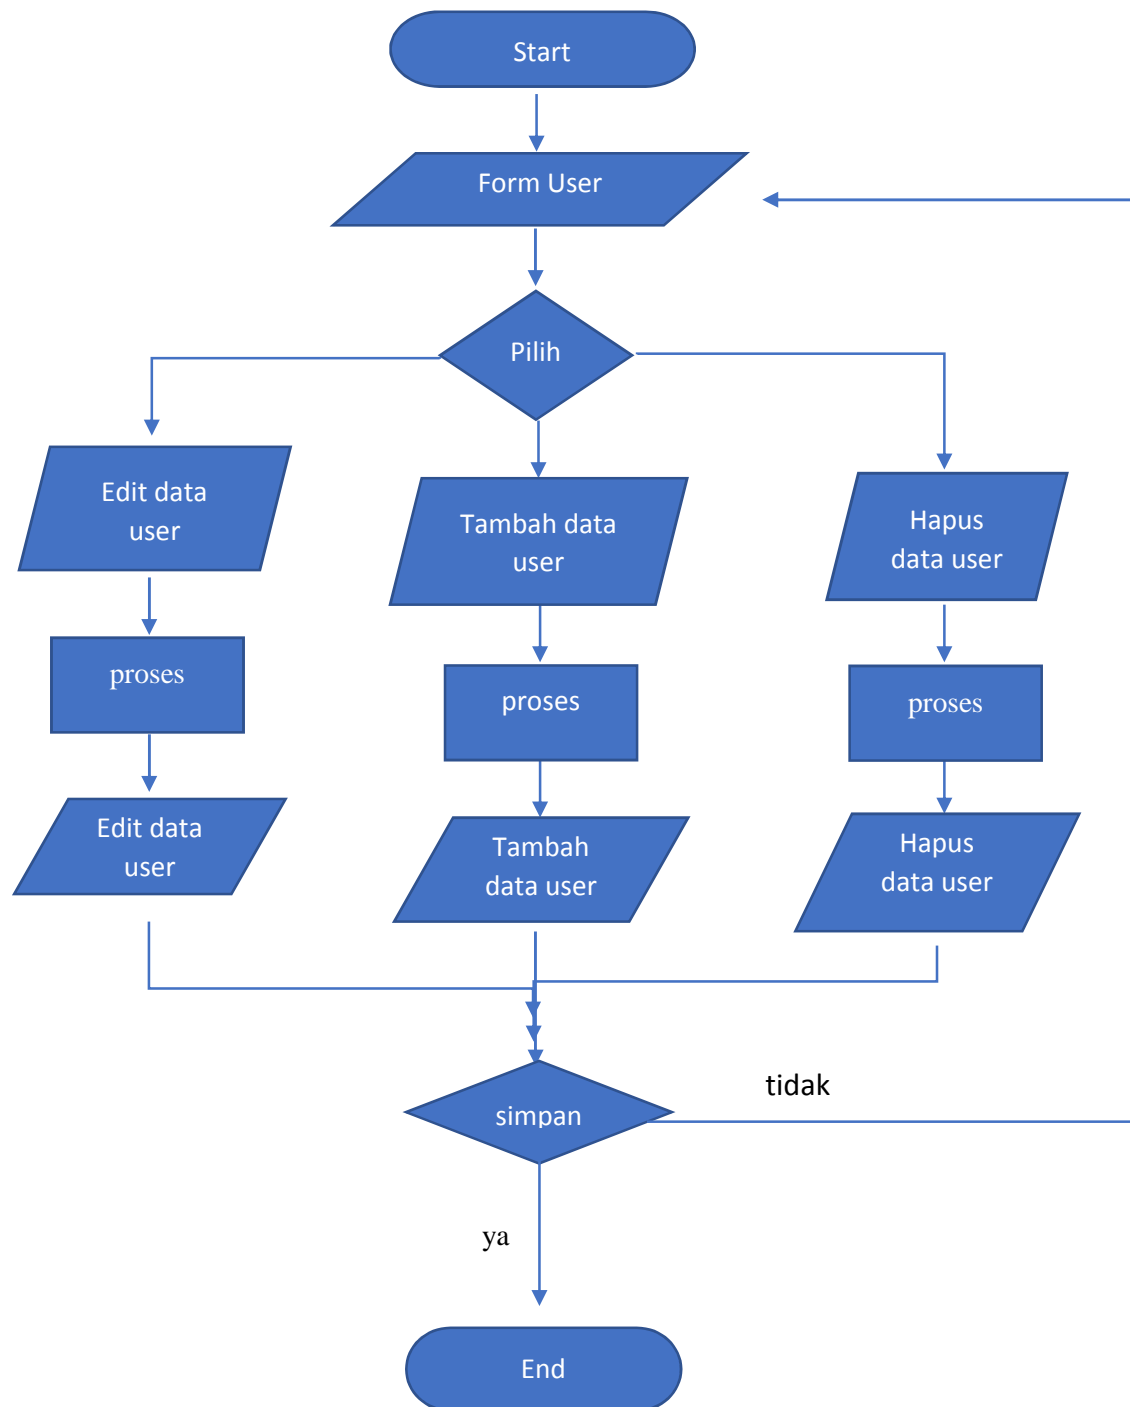 Start
Form User
Pilih
Edit data
user
Tambah data
user
Hapus
data user
proses
proses
proses
Edit data
user
Tambah
data user
Hapus
data user
simpan
tidak
ya
End